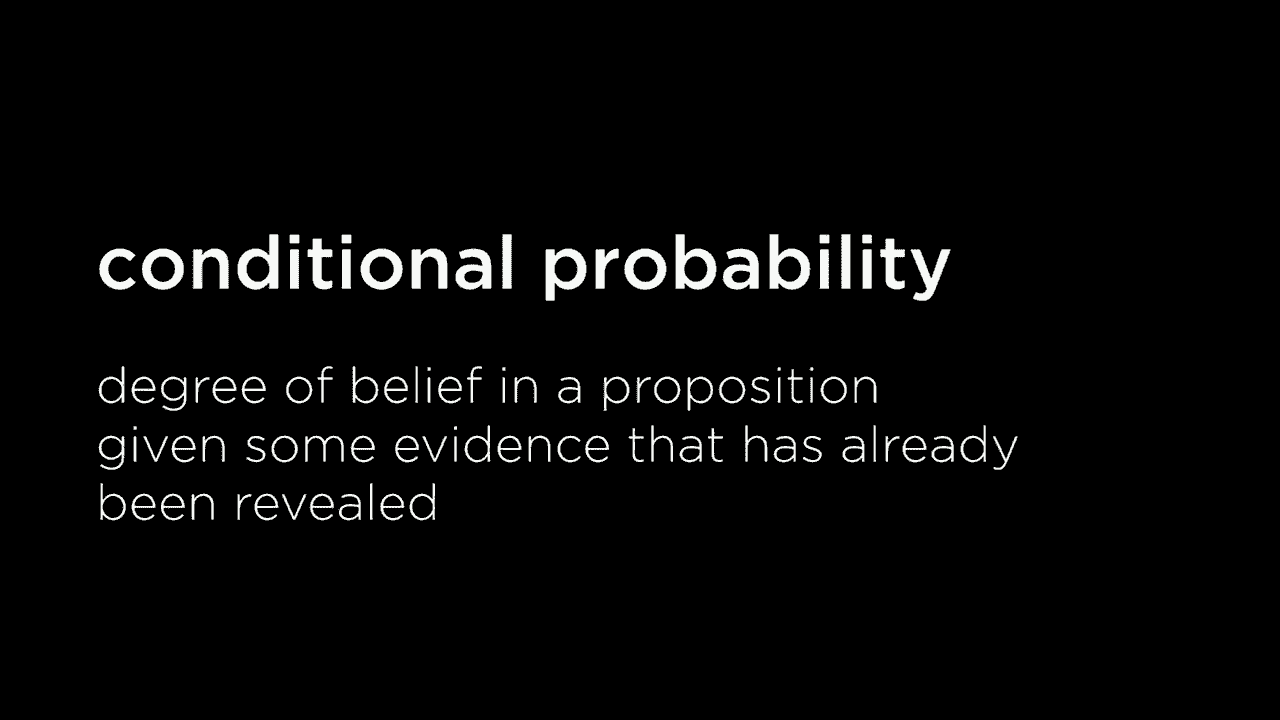 conditional probability
degree of belief in a proposition
given some evidence that has already
been revealed